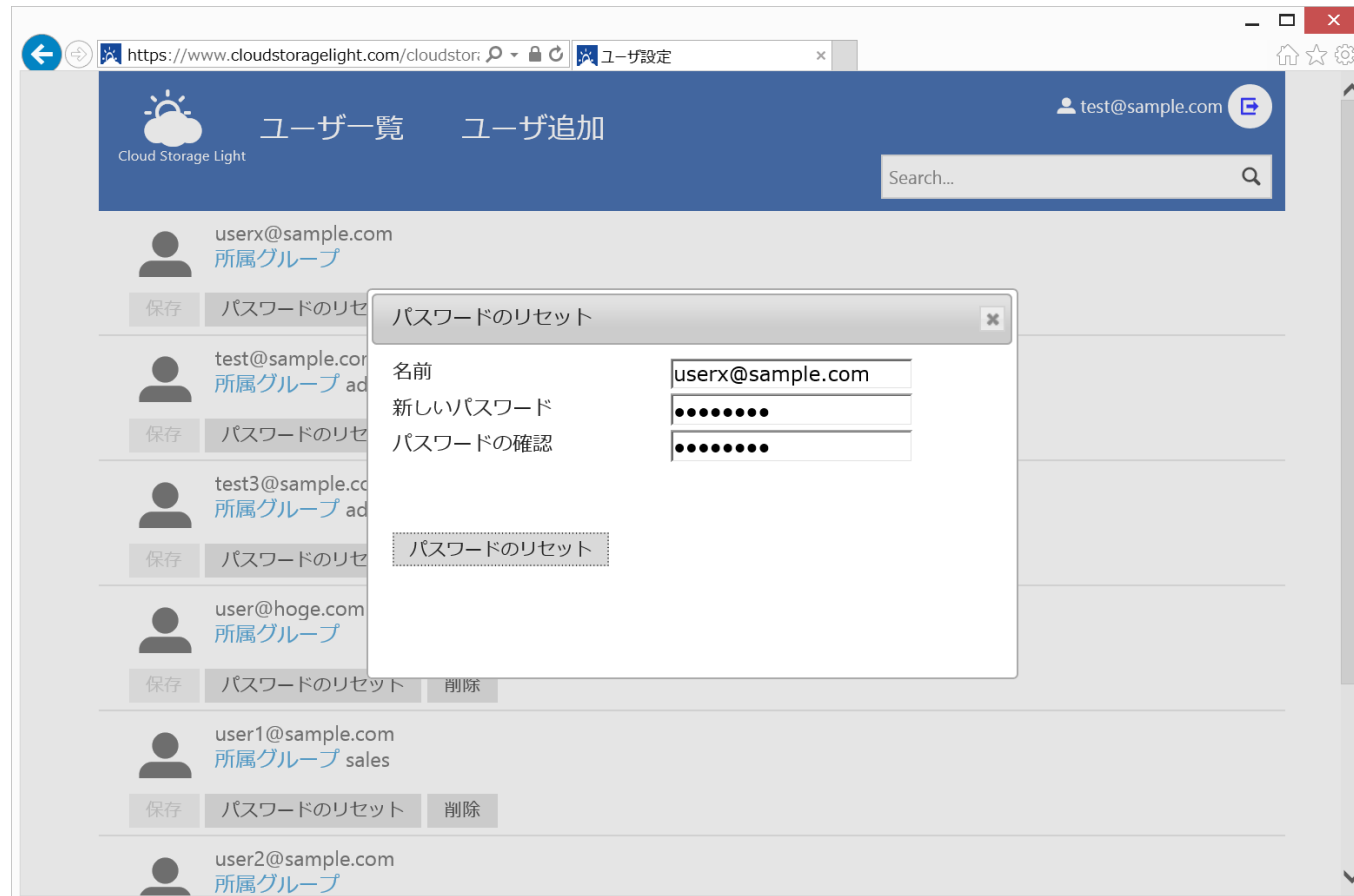 https://www.cloudstoragelight.com/cloudstora
ユーザ設定
ユーザ一覧 ユーザ追加
test@sample.com
Cloud Storage Light
Search...
userx@sample.com
所属グループ
保存 パスワードのリセ
パスワードのリセット
名前 userx@sample.com
新しいパスワード ●●●●●●●●
パスワードの確認 ●●●●●●●●
パスワードのリセット
test@sample.cor
所属グループ ad
保存 パスワードのリセ
test3@sample.co
所属グループ ad
保存 パスワードのリセ
user@hoge.com
所属グループ
保存 パスワードのリセット 削除
user1@sample.com
所属グループ sales
保存 パスワードのリセット 削除
user2@sample.com
所属グループ